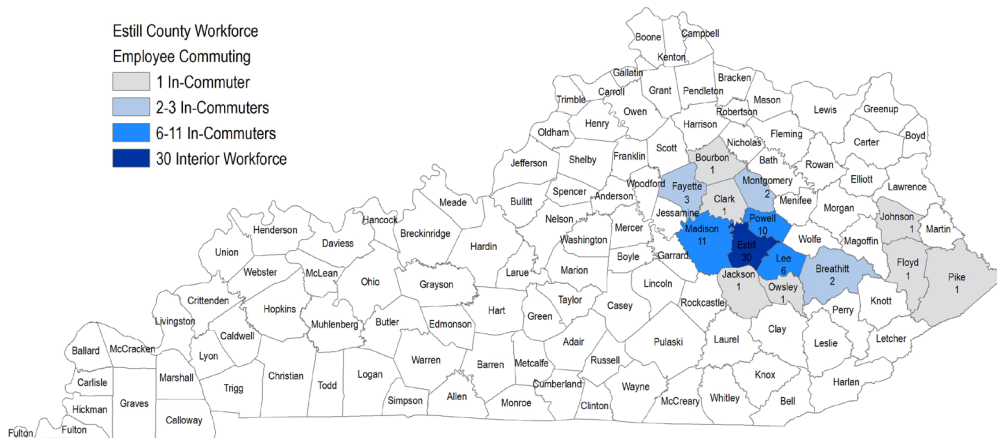 Estill County Workforce
Employee Commuting
1 In-Commuter
2-3 In-Commuters
6-11 In-Commuters
30 Interior Workforce
Boone
Campbell
Kenton
Gallatin
Carroll
Grant
Pendleton
Bracken
Trimble
Owen
Robertson
Mason
Lewis
Greenup
Henry
Harrison
Fleming
Oldham
Nicholas
Carter
Boyd
Scott
Franklin
Shelby
Jefferson
Bourbon
1
Bath
Rowan
Elliott
Woodford
Fayette
3
Montgomery
2
Lawrence
Spencer
Anderson
Bullitt
Clark
1
Menifee
Morgan
Meade
Nelson
Jessamine
Johnson
1
Martin
Hancock
Breckinridge
Washington
Mercer
Madison
11
Powell
10
Wolfe
Magoffin
Henderson
Daviess
Hardin
Boyle
Garrard
Estill
30
Lee
6
Breathitt
2
Floyd
1
Pike
1
Union
Webster
McLean
Ohio
Grayson
Larue
Marion
Lincoln
Jackson
1
Owsley
1
Knott
Crittenden
Hopkins
Muhlenberg
Butler
Edmonson
Hart
Green
Taylor
Casey
Rockcastle
Perry
Livingston
Caldwell
Clay
Leslie
Letcher
Ballard
McCracken
Lyon
Warren
Barren
Metcalfe
Adair
Russell
Pulaski
Laurel
Carlisle
Marshall
Trigg
Christian
Todd
Logan
Simpson
Allen
Monroe
Cumberland
Clinton
Wayne
McCreary
Whitley
Knox
Bell
Harlan
Hickman
Graves
Calloway
Fulton
Fulton